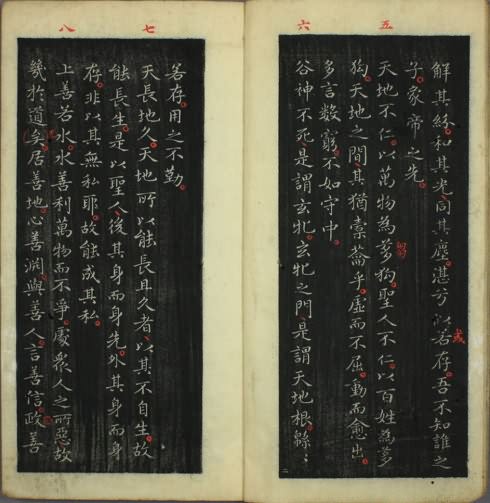 五
解其紛和其光同其塵湛兮似若存吾不知誰之
或
子象帝之先
天地不仁以萬物為芻狗聖人不仁以百姓為芻
狗天地之間其猶橐籥乎虛而不屈動而愈出
多言數窮不如守中
六
谷神不死是謂玄牝玄牝之門是謂天地根緜〻
若存用之不勤
七
天長地久天地所以能長且久者以其不自生故
能長生是以聖人後其身而身先外其身而身
存非以其無私耶故能成其私
八
上善若水水善利萬物而不爭處衆人之所惡故
幾於道矣居善地心善淵與善人言善信政善